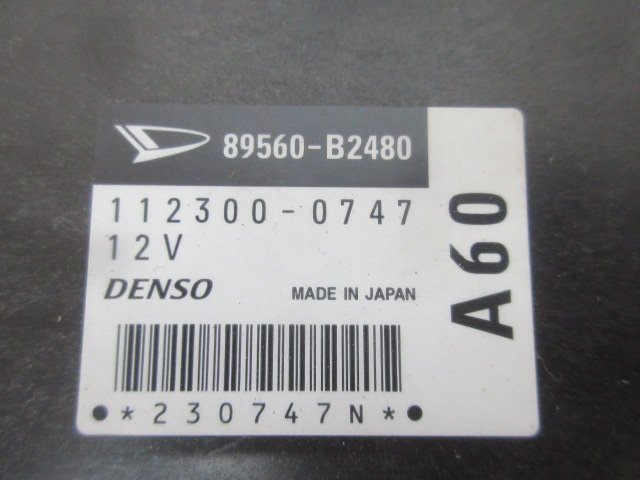 89560-B2480
112300-0747
12V
DENSO MADE IN JAPAN
*230747N*
A60